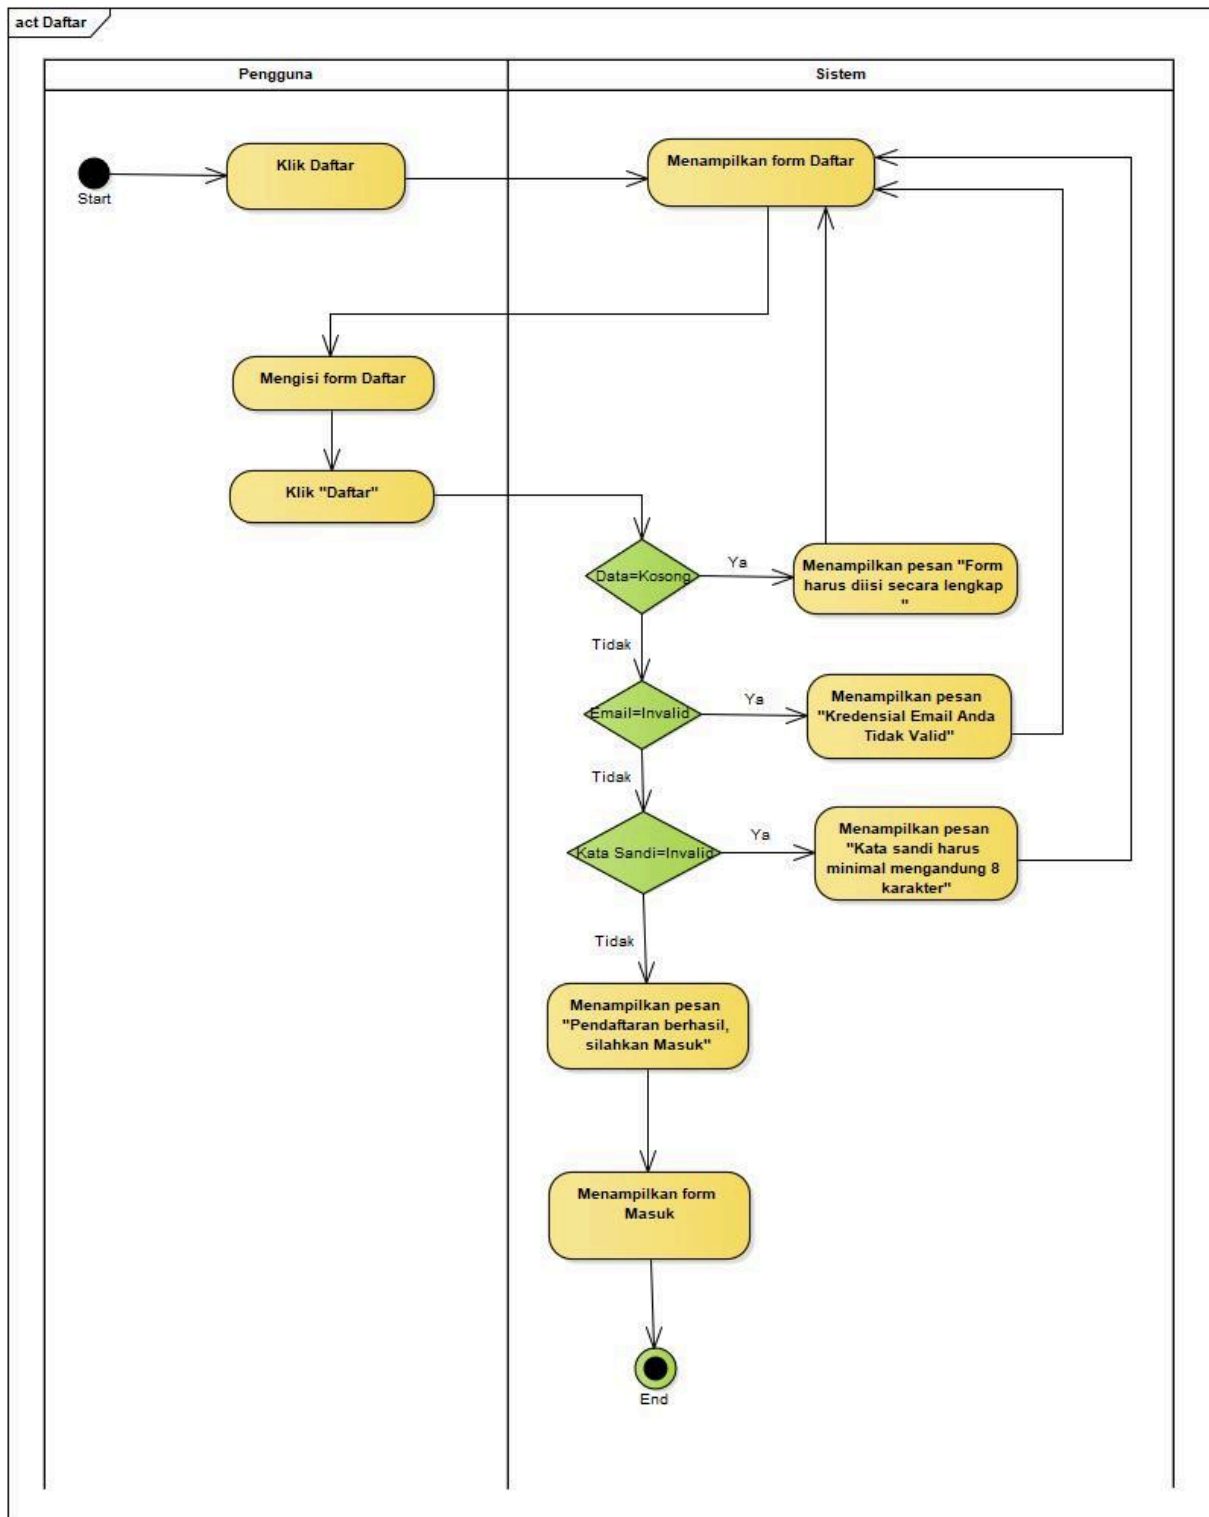 act Daftar
Pengguna
Sistem
Start
Klik Daftar
Menampilkan form Daftar
Mengisi form Daftar
Klik "Daftar"
Data=Kosong
Ya
Menampilkan pesan "Form
harus diisi secara lengkap
"
Tidak
Email=Invalid
Ya
Menampilkan pesan
"Kredensial Email Anda
Tidak Valid"
Tidak
Kata Sandi=Invalid
Ya
Menampilkan pesan
"Kata sandi harus
minimal mengandung 8
karakter"
Tidak
Menampilkan pesan
"Pendaftaran berhasil,
silahkan Masuk"
Menampilkan form
Masuk
End